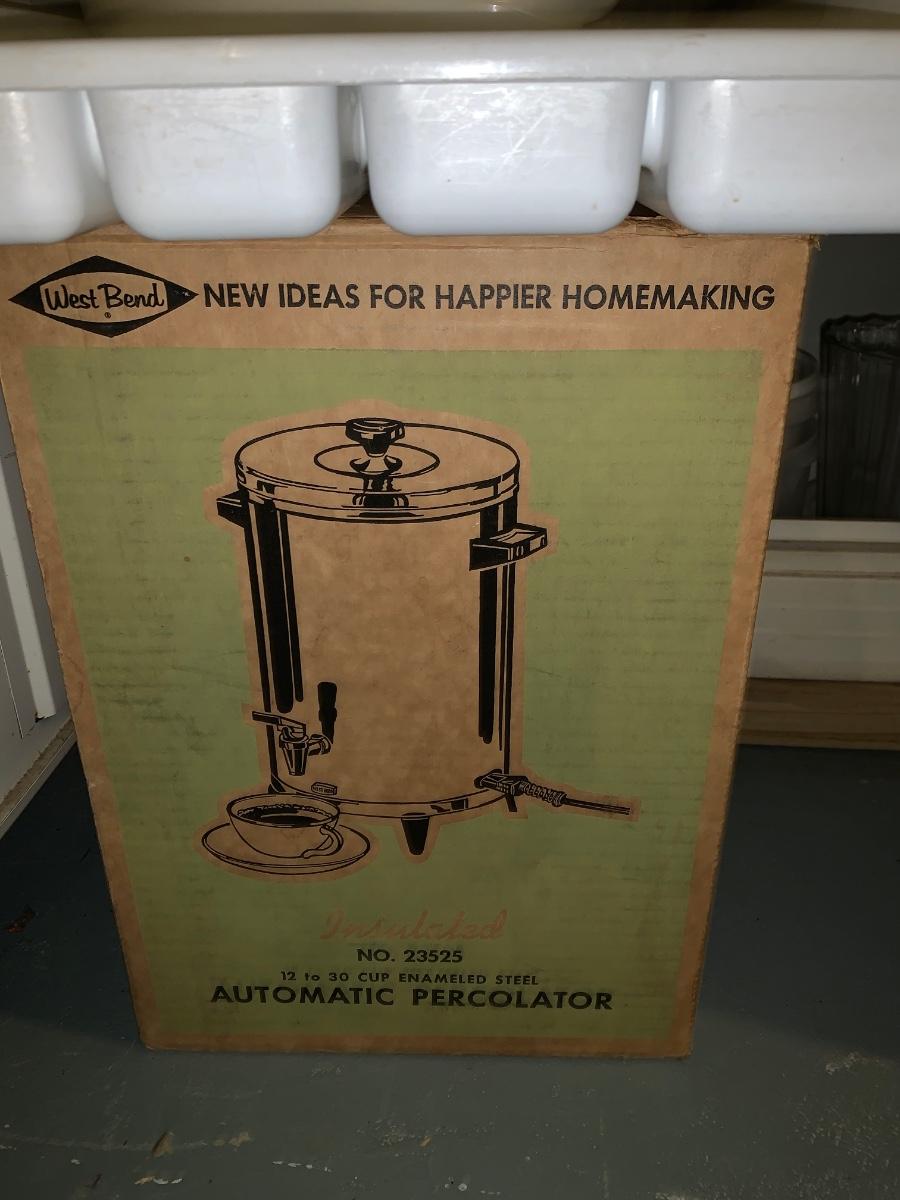 West Bend
®
NEW IDEAS FOR HAPPIER HOMEMAKING
Insulated
NO. 23525
12 to 30 CUP ENAMELED STEEL
AUTOMATIC PERCOLATOR